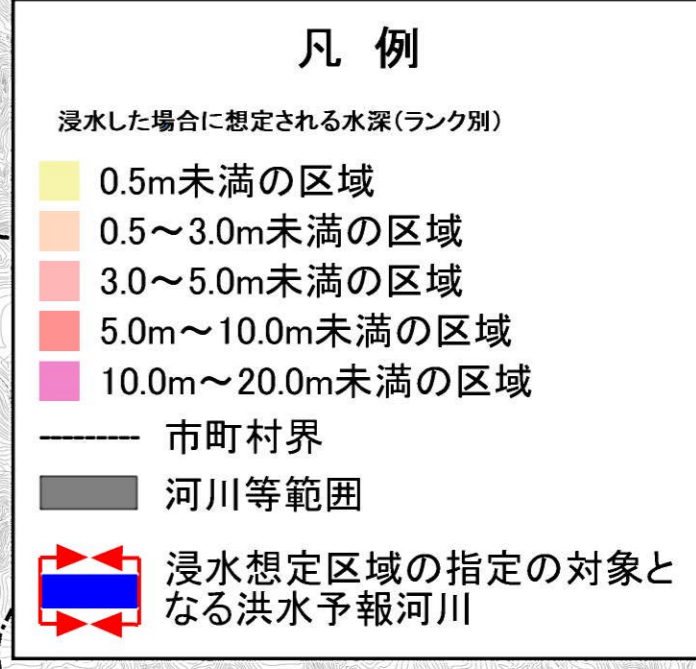 凡 例
浸水した場合に想定される水深(ランク別)
0.5m未満の区域
0.5～3.0m未満の区域
3.0～5.0m未満の区域
5.0m～10.0m未満の区域
10.0m～20.0m未満の区域
市町村界
河川等範囲
浸水想定区域の指定の対象と
なる洪水予報河川